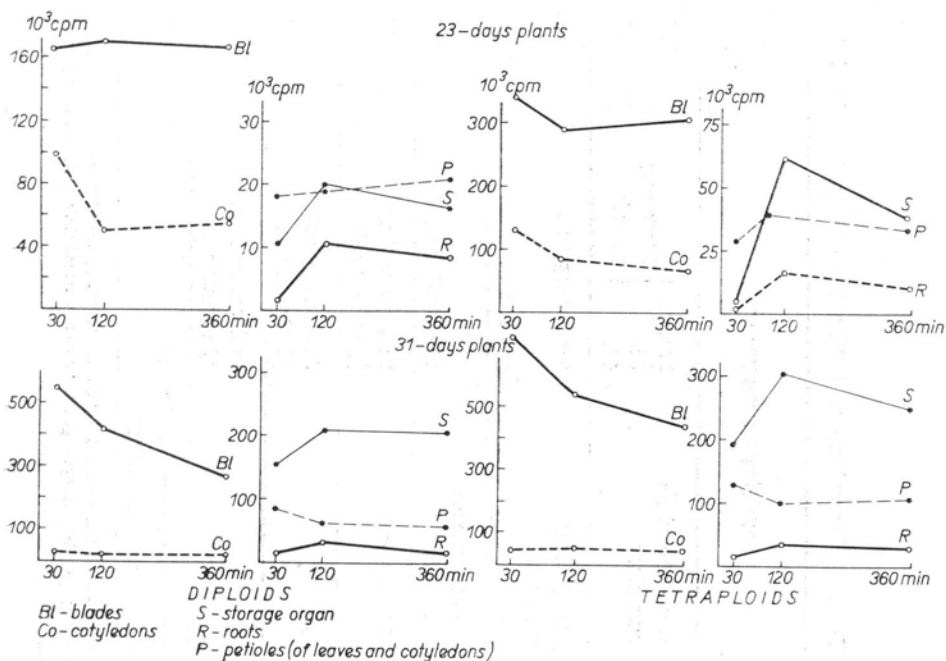 23-days plants
10³cpm
160
120
80
40
Bl
Co
30 120 360min
10³cpm
30
20
10
P
S
R
30 120 360min
10³cpm
300
200
100
Bl
Co
30 120 360min
10³cpm
75
50
25
S
P
R
30 120 360min
31-days plants
500
300
100
Bl
Co
30 120 360min
300
200
100
S
P
R
30 120 360min
500
300
100
Bl
Co
30 120 360min
300
200
100
S
P
R
30 120 360min
DIPLOIDS
TETRAPLOIDS
Bl-blades
Co-cotyledons
S-storage organ
R-roots
P-petioles(of leaves and cotyledons)